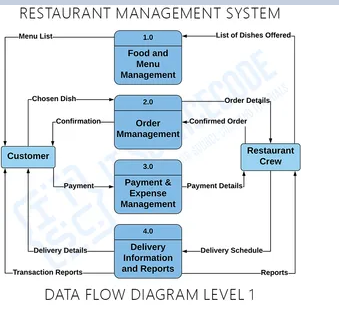 RESTAURANT MANAGEMENT SYSTEM
Menu List
1.0
List of Dishes Offered
Food and
Menu
Management
Chosen Dish
2.0
Order Details
Confirmation
Order
Mmanagement
Confirmed Order
Customer
Restaurant
Crew
3.0
Payment
Payment &
Expense
Management
Payment Details
4.0
Delivery Details
Delivery
Information
and Reports
Delivery Schedule
Transaction Reports
Reports
DATA FLOW DIAGRAM LEVEL 1